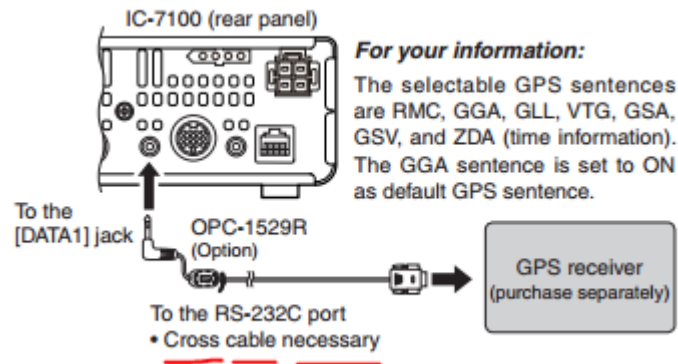 IC-7100 (rear panel)
For your information:
The selectable GPS sentences
are RMC, GGA, GLL, VTG, GSA,
GSV, and ZDA (time information).
The GGA sentence is set to ON
as default GPS sentence.
To the
[DATA1] jack
OPC-1529R
(Option)
GPS receiver
(purchase separately)
To the RS-232C port
• Cross cable necessary